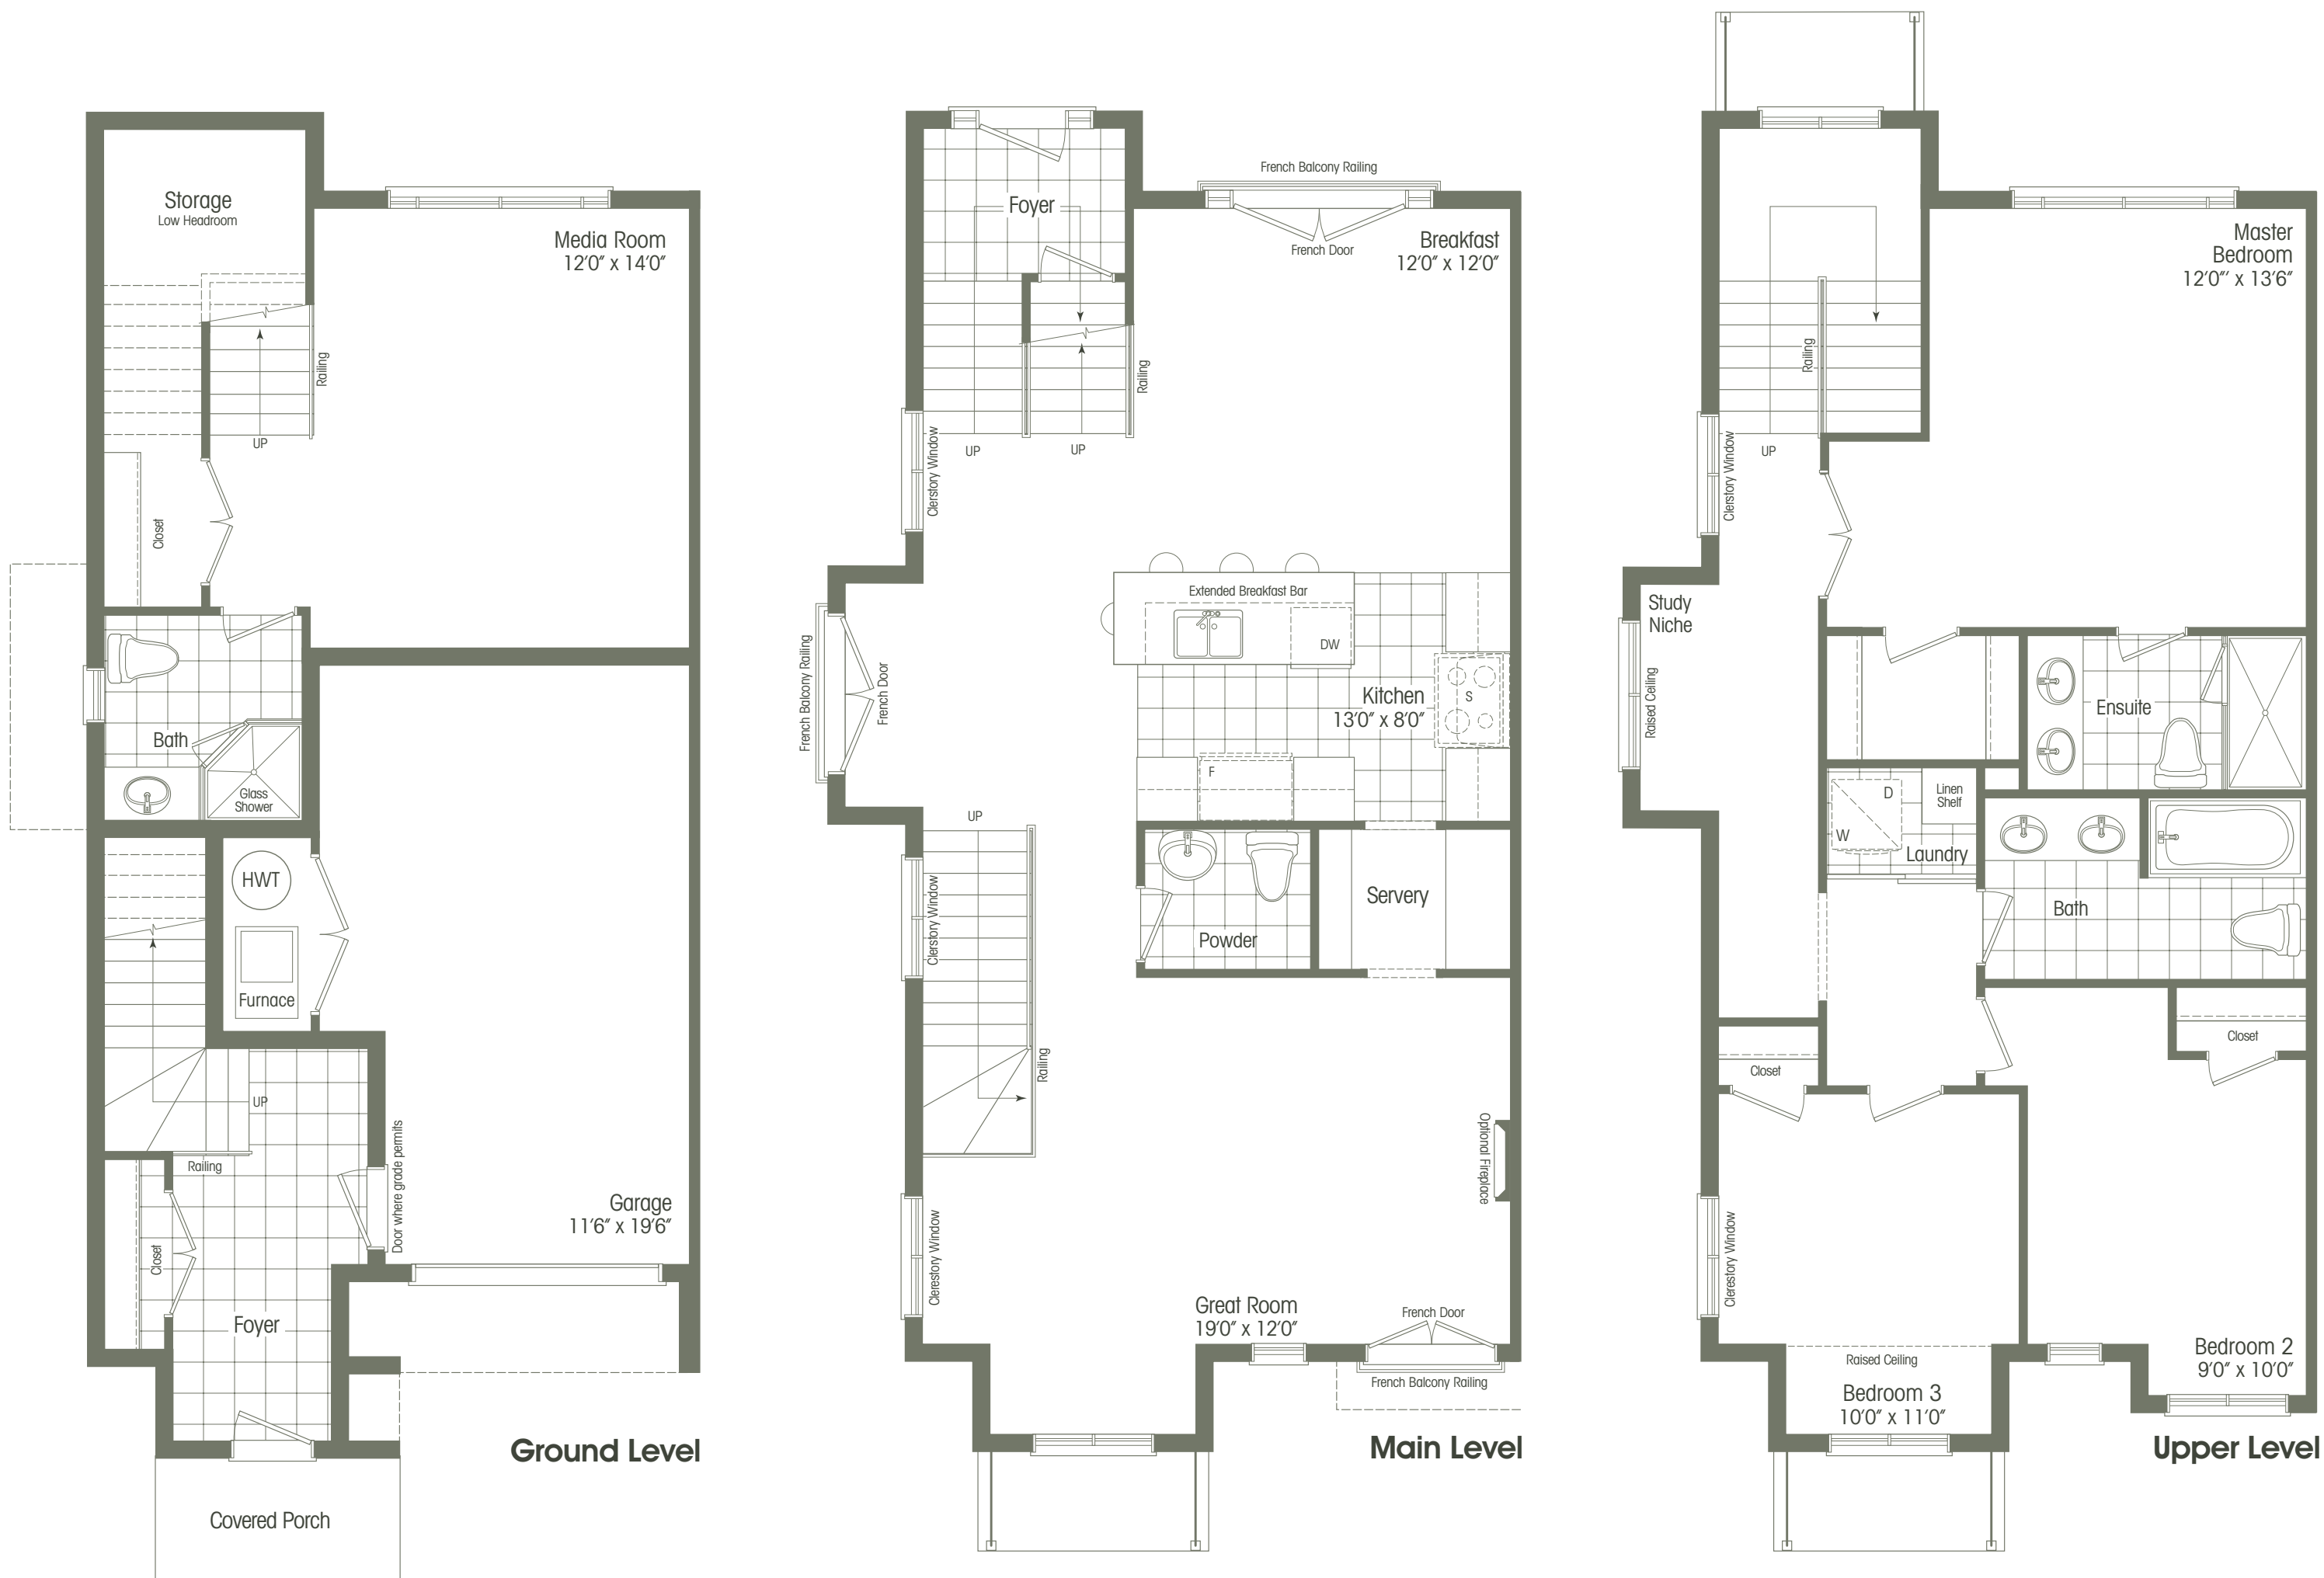 Storage
Low Headroom
Media Room
12'0" x 14'0"
Railing
UP
Closet
Bath
Glass
Shower
HWT
Furnace
UP
Railing
Door where grade permits
Closet
Garage
11'6" x 19'6"
Foyer
Ground Level
Covered Porch
French Balcony Railing
Foyer
French Door
Breakfast
12'0" x 12'0"
Railing
UP
UP
Clerstory Window
Extended Breakfast Bar
DW
French Balcony Railing
French Door
Kitchen
13'0" x 8'0"
S
F
UP
Clerstory Window
Servery
Powder
Railing
Optional Fireplace
Clerestory Window
Great Room
19'0" x 12'0"
French Door
French Balcony Railing
Main Level
Master
Bedroom
12'0"' x 13'6"
Railing
UP
Clerstory Window
Study
Niche
Raised Ceiling
Ensuite
D
Linen
Shelf
W
Laundry
Bath
Closet
Closet
Clerestory Window
Raised Ceiling
Bedroom 3
10'0" x 11'0"
Bedroom 2
9'0" x 10'0"
Upper Level